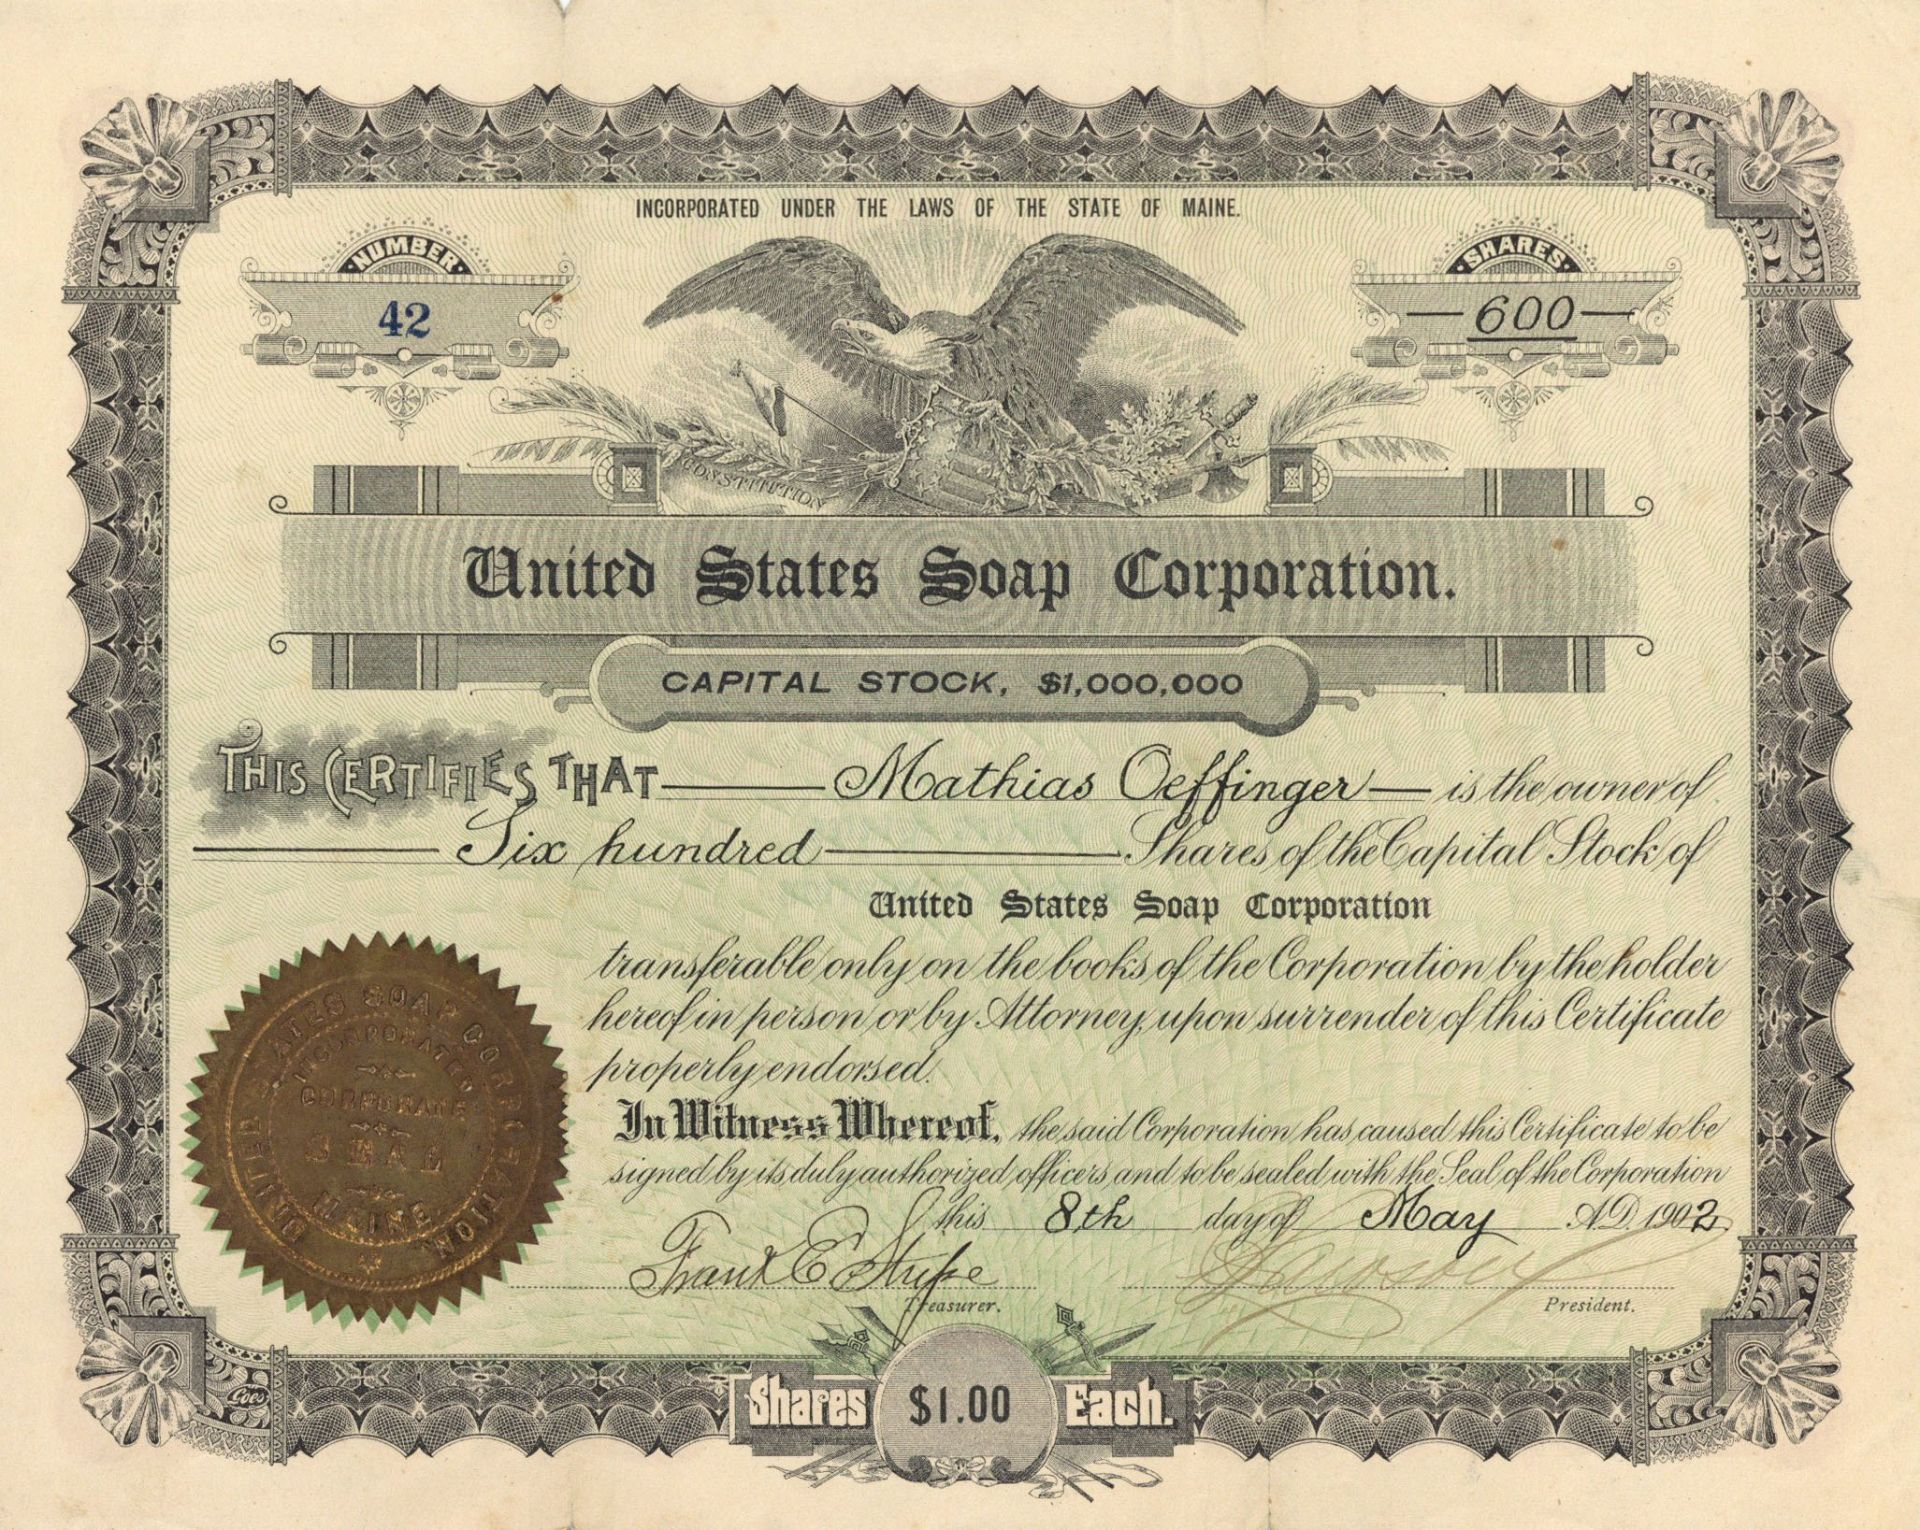 INCORPORATED UNDER THE LAWS OF THE STATE OF MAINE.
NUMBER
42
SHARES
600
CONSTITUTION
United States Soap Corporation.
CAPITAL STOCK, $1,000,000
THIS CERTIFIES THAT Mathias Oeffinger is the owner of
Six hundred Shares of the Capital Stock of
United States Soap Corporation
transferable only on the books of the Corporation by the holder
hereof in person or by Attorney, upon surrender of this Certificate
properly endorsed.
In Witness Whereof, the said Corporation has caused this Certificate to be
signed by its duly authorized officers and to be sealed with the Seal of the Corporation
this 8th day of May A.D. 1902
Frank E.
Treasurer.
President.
UNITED STATES SOAP CORPORATION
INCORPORATED
CORPORATE
SEAL
MAINE
Goes
Shares $1.00 Each.